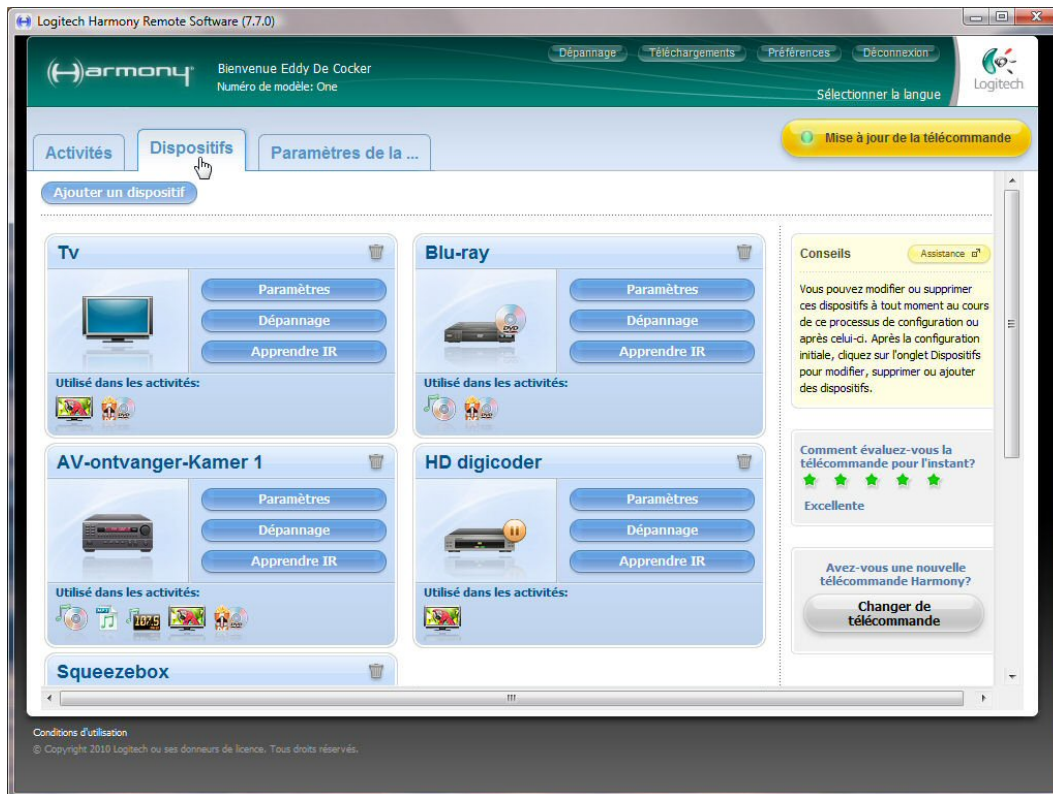 Logitech Harmony Remote Software (7.7.0)
Harmony
Bienvenue Eddy De Cocker
Numéro de modèle: One
Dépannage
Téléchargements
Préférences
Déconnexion
Sélectionner la langue
Logitech
Activités
Dispositifs
Paramètres de la ...
Mise à jour de la télécommande
Ajouter un dispositif
Tv
Paramètres
Dépannage
Apprendre IR
Utilisé dans les activités:
Blu-ray
DVD
Paramètres
Dépannage
Apprendre IR
Utilisé dans les activités:
AV-ontvanger-Kamer 1
Paramètres
Dépannage
Apprendre IR
Utilisé dans les activités:
107.5
HD digicoder
Paramètres
Dépannage
Apprendre IR
Utilisé dans les activités:
Squeezebox
Conseils
Assistance
Vous pouvez modifier ou supprimer
ces dispositifs à tout moment au cours
de ce processus de configuration ou
après celui-ci. Après la configuration
initiale, cliquez sur l'onglet Dispositifs
pour modifier, supprimer ou ajouter
des dispositifs.
Comment évaluez-vous la
télécommande pour l'instant?
Excellente
Avez-vous une nouvelle
télécommande Harmony?
Changer de
télécommande
Conditions d'utilisation
© Copyright 2010 Logitech ou ses donneurs de licence. Tous droits réservés.